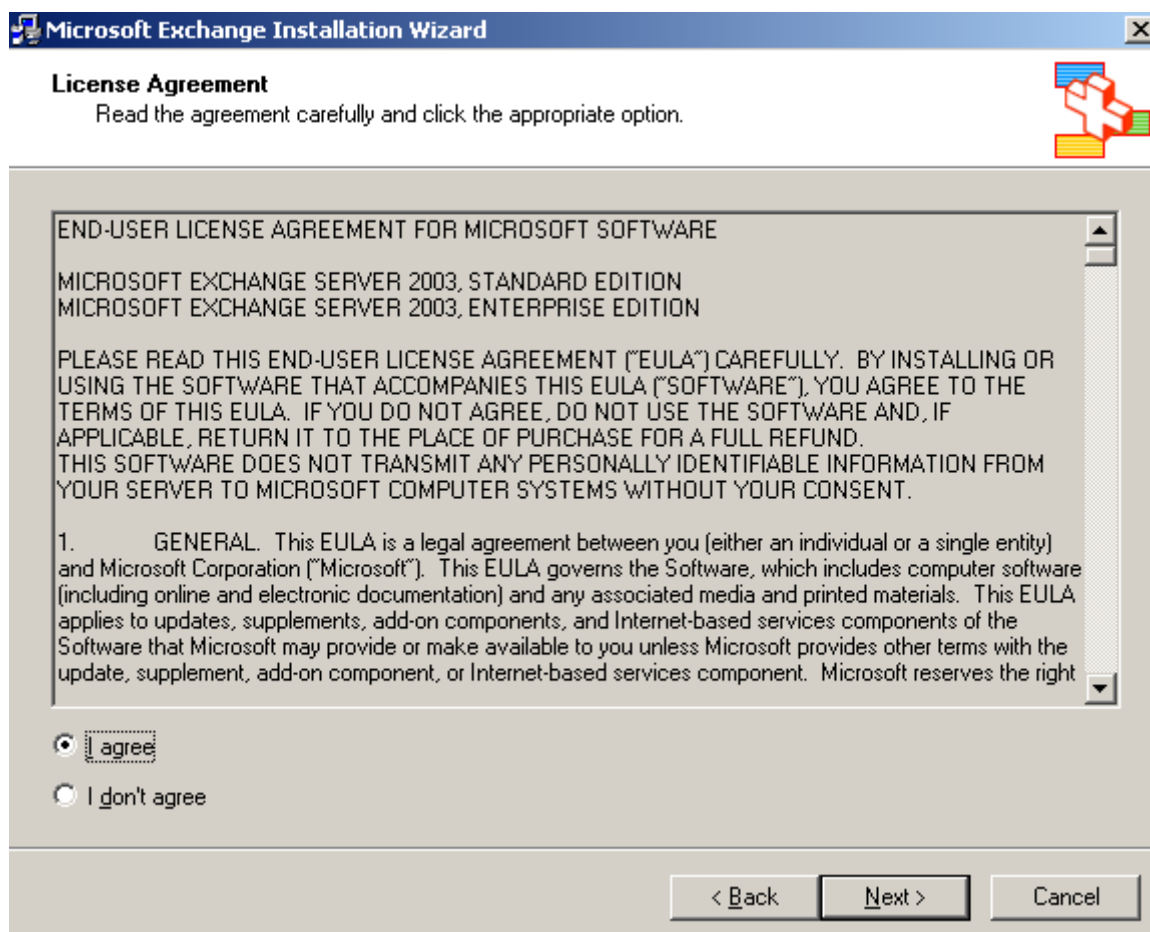 Microsoft Exchange Installation Wizard
License Agreement
Read the agreement carefully and click the appropriate option.
END-USER LICENSE AGREEMENT FOR MICROSOFT SOFTWARE
MICROSOFT EXCHANGE SERVER 2003, STANDARD EDITION
MICROSOFT EXCHANGE SERVER 2003, ENTERPRISE EDITION
PLEASE READ THIS END-USER LICENSE AGREEMENT ("EULA") CAREFULLY.  BY INSTALLING OR
USING THE SOFTWARE THAT ACCOMPANIES THIS EULA ("SOFTWARE"), YOU AGREE TO THE
TERMS OF THIS EULA.  IF YOU DO NOT AGREE, DO NOT USE THE SOFTWARE AND, IF
APPLICABLE, RETURN IT TO THE PLACE OF PURCHASE FOR A FULL REFUND.
THIS SOFTWARE DOES NOT TRANSMIT ANY PERSONALLY IDENTIFIABLE INFORMATION FROM
YOUR SERVER TO MICROSOFT COMPUTER SYSTEMS WITHOUT YOUR CONSENT.
1. GENERAL.  This EULA is a legal agreement between you (either an individual or a single entity)
and Microsoft Corporation ("Microsoft").  This EULA governs the Software, which includes computer software
(including online and electronic documentation) and any associated media and printed materials.  This EULA
applies to updates, supplements, add-on components, and Internet-based services components of the
Software that Microsoft may provide or make available to you unless Microsoft provides other terms with the
update, supplement, add-on component, or Internet-based services component.  Microsoft reserves the right
I agree
I don't agree
< Back Next > Cancel